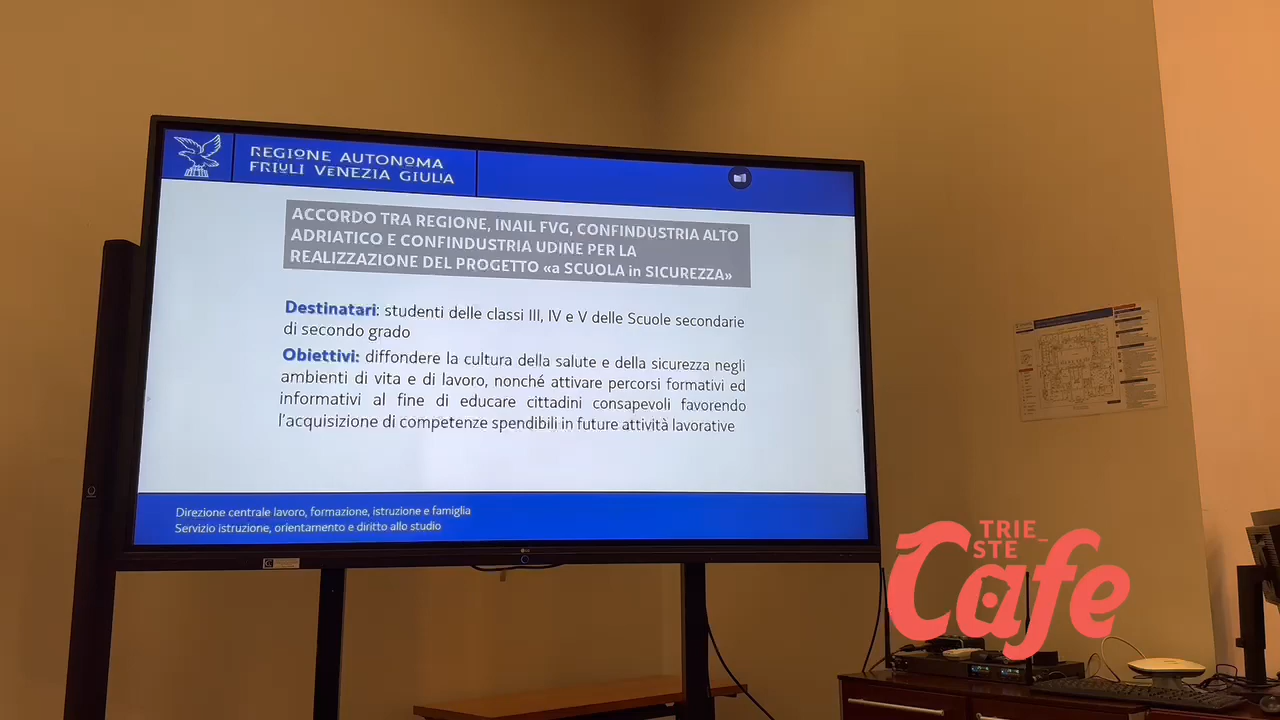 REGIONE AUTONOMA
FRIULI VENEZIA GIULIA
ACCORDO TRA REGIONE, INAIL FVG, CONFINDUSTRIA ALTO
ADRIATICO E CONFINDUSTRIA UDINE PER LA
REALIZZAZIONE DEL PROGETTO «a SCUOLA in SICUREZZA»
Destinatari: studenti delle classi III, IV e V delle Scuole secondarie
di secondo grado
Obiettivi: diffondere la cultura della salute e della sicurezza negli
ambienti di vita e di lavoro, nonché attivare percorsi formativi ed
informativi al fine di educare cittadini consapevoli favorendo
l'acquisizione di competenze spendibili in future attività lavorative
Direzione centrale lavoro, formazione, istruzione e famiglia
Servizio istruzione, orientamento e diritto allo studio
LG
TRIE_
STE
Cafe